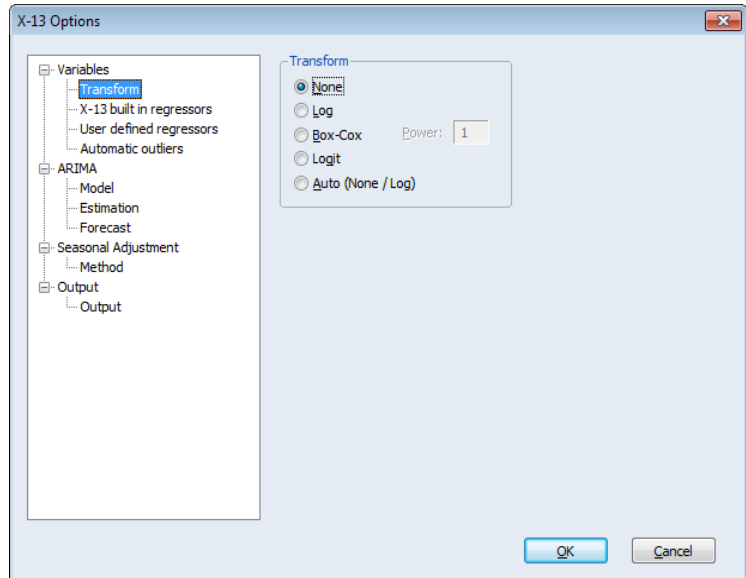 X-13 Options
Variables
Transform
X-13 built in regressors
User defined regressors
Automatic outliers
ARIMA
Model
Estimation
Forecast
Seasonal Adjustment
Method
Output
Output
Transform
None
Log
Box-Cox Power: 1
Logit
Auto (None / Log)
OK Cancel